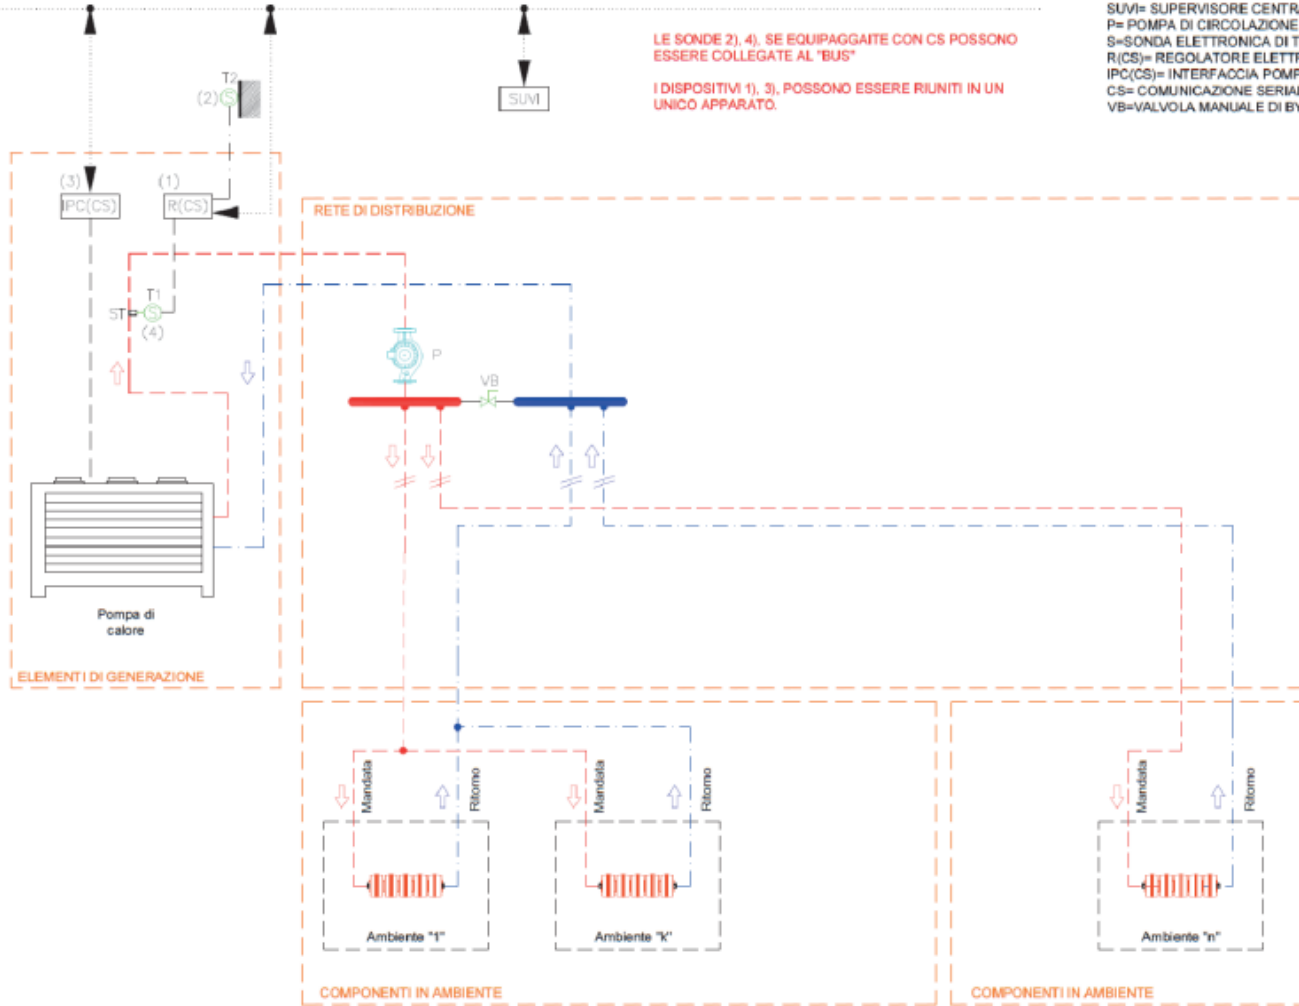 SUVI= SUPERVISORE CENTRA
P= POMPA DI CIRCOLAZIONE
S=SONDA ELETTRONICA DI T
R(CS)= REGOLATORE ELETTR
IPC(CS)= INTERFACCIA POMP
CS= COMUNICAZIONE SERIAL
VB=VALVOLA MANUALE DI BY
LE SONDE 2), 4), SE EQUIPAGGAITE CON CS POSSONO
ESSERE COLLEGATE AL "BUS"
I DISPOSITIVI 1), 3), POSSONO ESSERE RIUNITI IN UN
UNICO APPARATO.
T2
(2) S
SUVI
(3)
(1)
IPC(CS)
R(CS)
RETE DI DISTRIBUZIONE
T1
ST S
(4)
P
VB
Pompa di
calore
ELEMENTI DI GENERAZIONE
Mandata
Ritorno
Mandata
Ritorno
Mandata
Ritorno
Ambiente "1"
Ambiente "k"
Ambiente "n"
COMPONENTI IN AMBIENTE
COMPONENTI IN AMBIENTE